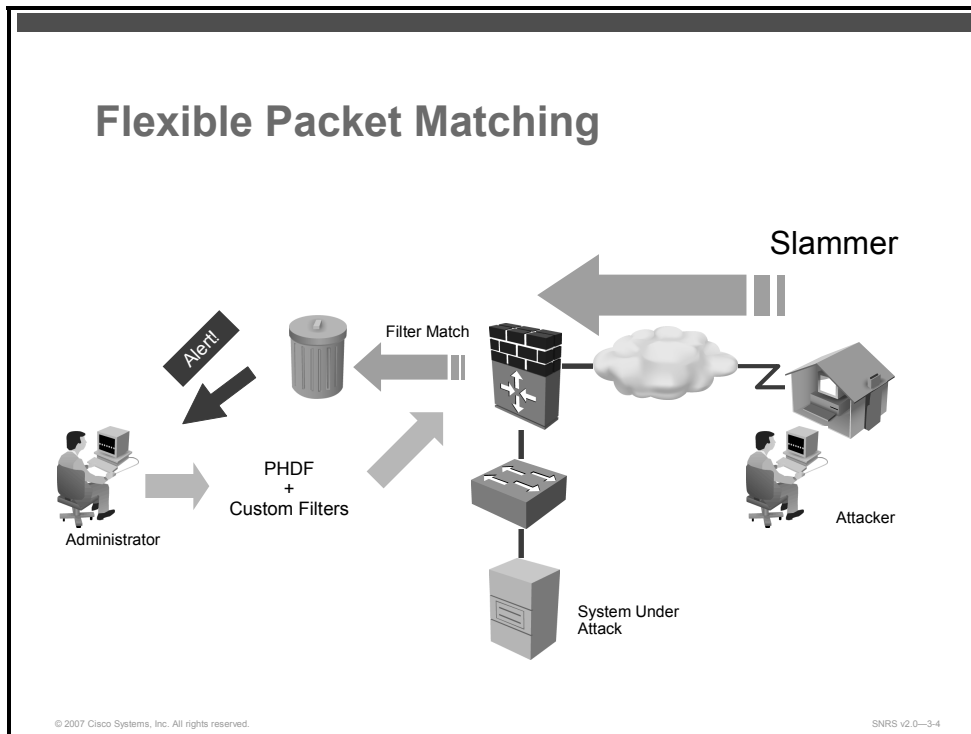 Flexible Packet Matching
Slammer
Filter Match
Alert!
PHDF
+
Custom Filters
Administrator
Attacker
System Under
Attack
© 2007 Cisco Systems, Inc. All rights reserved.
SNRS v2.0—3-4